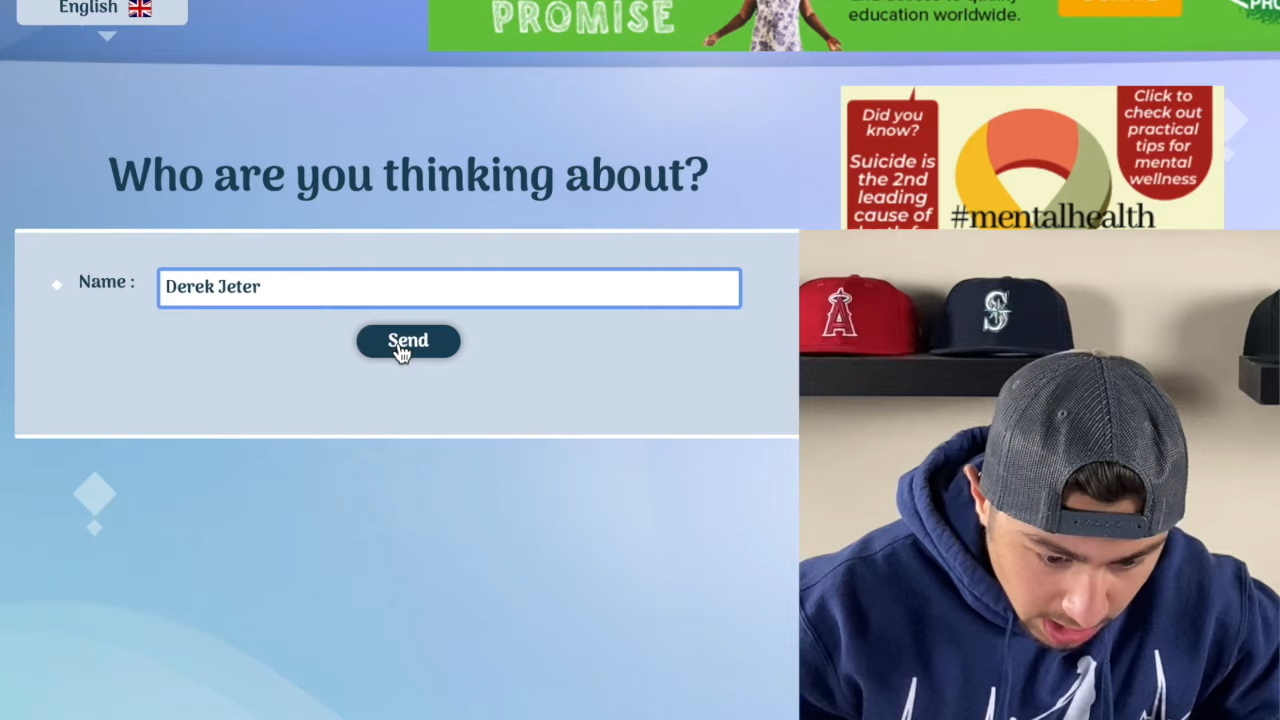 English
PROMISE
education worldwide.
Who are you thinking about?
Name :
Derek Jeter
Send
Did you
know?
Suicide is
the 2nd
leading
cause of
Click to
check out
practical
tips for
mental
wellness
#mentalhealth
A
S